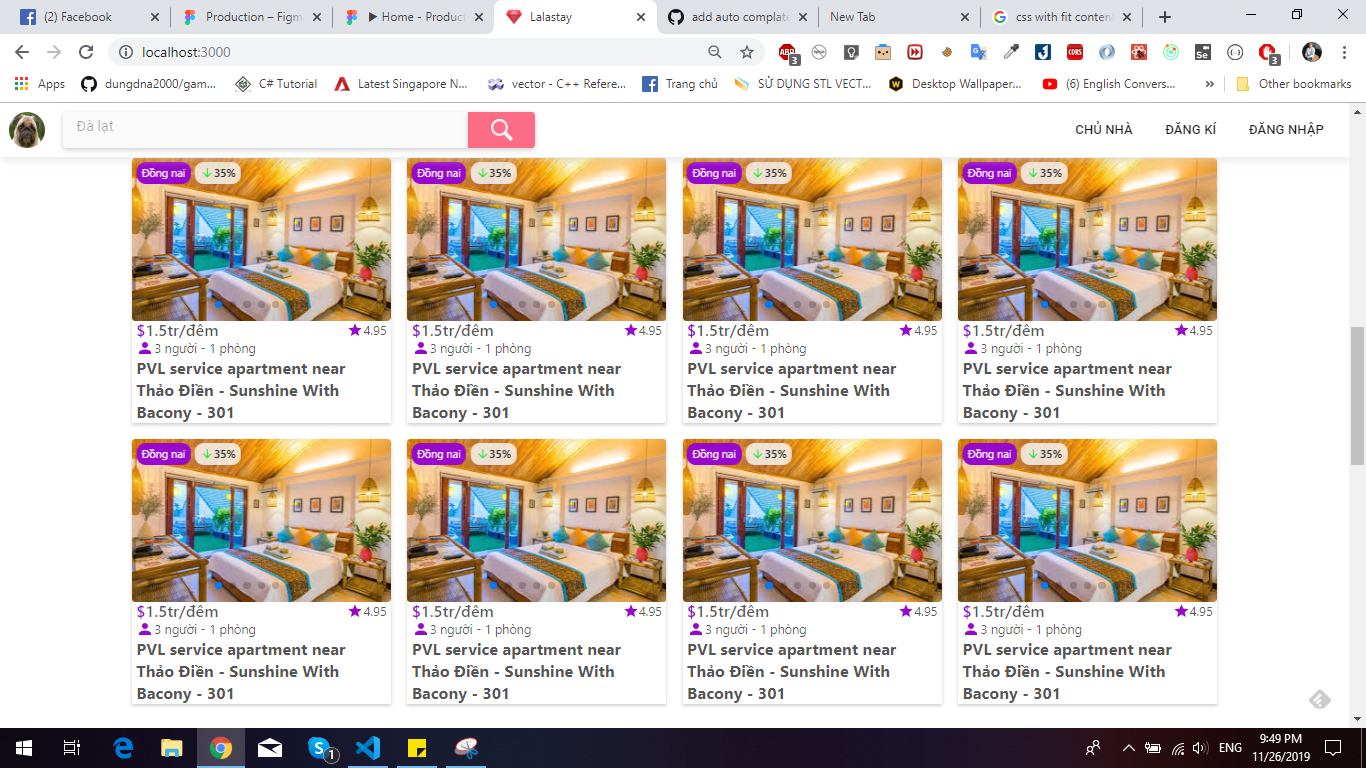 (2) Facebook
Production – Figm
▶ Home - Product
Lalastay
add auto complate
New Tab
css with fit content
localhost:3000
ABP 3
CORS
Se
3
Apps
dungdna2000/gam...
C# Tutorial
Latest Singapore N...
vector - C++ Refere...
Trang chủ
SỬ DỤNG STL VECT...
Desktop Wallpaper...
(6) English Convers...
»
Other bookmarks
Đà lạt
CHỦ NHÀ
ĐĂNG KÍ
ĐĂNG NHẬP
Đồng nai ↓35% Đồng nai ↓35% Đồng nai ↓35% Đồng nai ↓35%
$1.5tr/đêm ★4.95 $1.5tr/đêm ★4.95 $1.5tr/đêm ★4.95 $1.5tr/đêm ★4.95
3 người - 1 phòng 3 người - 1 phòng 3 người - 1 phòng 3 người - 1 phòng
PVL service apartment near PVL service apartment near PVL service apartment near PVL service apartment near
Thảo Điền - Sunshine With Thảo Điền - Sunshine With Thảo Điền - Sunshine With Thảo Điền - Sunshine With
Bacony - 301 Bacony - 301 Bacony - 301 Bacony - 301
Đồng nai ↓35% Đồng nai ↓35% Đồng nai ↓35% Đồng nai ↓35%
$1.5tr/đêm ★4.95 $1.5tr/đêm ★4.95 $1.5tr/đêm ★4.95 $1.5tr/đêm ★4.95
3 người - 1 phòng 3 người - 1 phòng 3 người - 1 phòng 3 người - 1 phòng
PVL service apartment near PVL service apartment near PVL service apartment near PVL service apartment near
Thảo Điền - Sunshine With Thảo Điền - Sunshine With Thảo Điền - Sunshine With Thảo Điền - Sunshine With
Bacony - 301 Bacony - 301 Bacony - 301 Bacony - 301
1
ENG
9:49 PM
11/26/2019